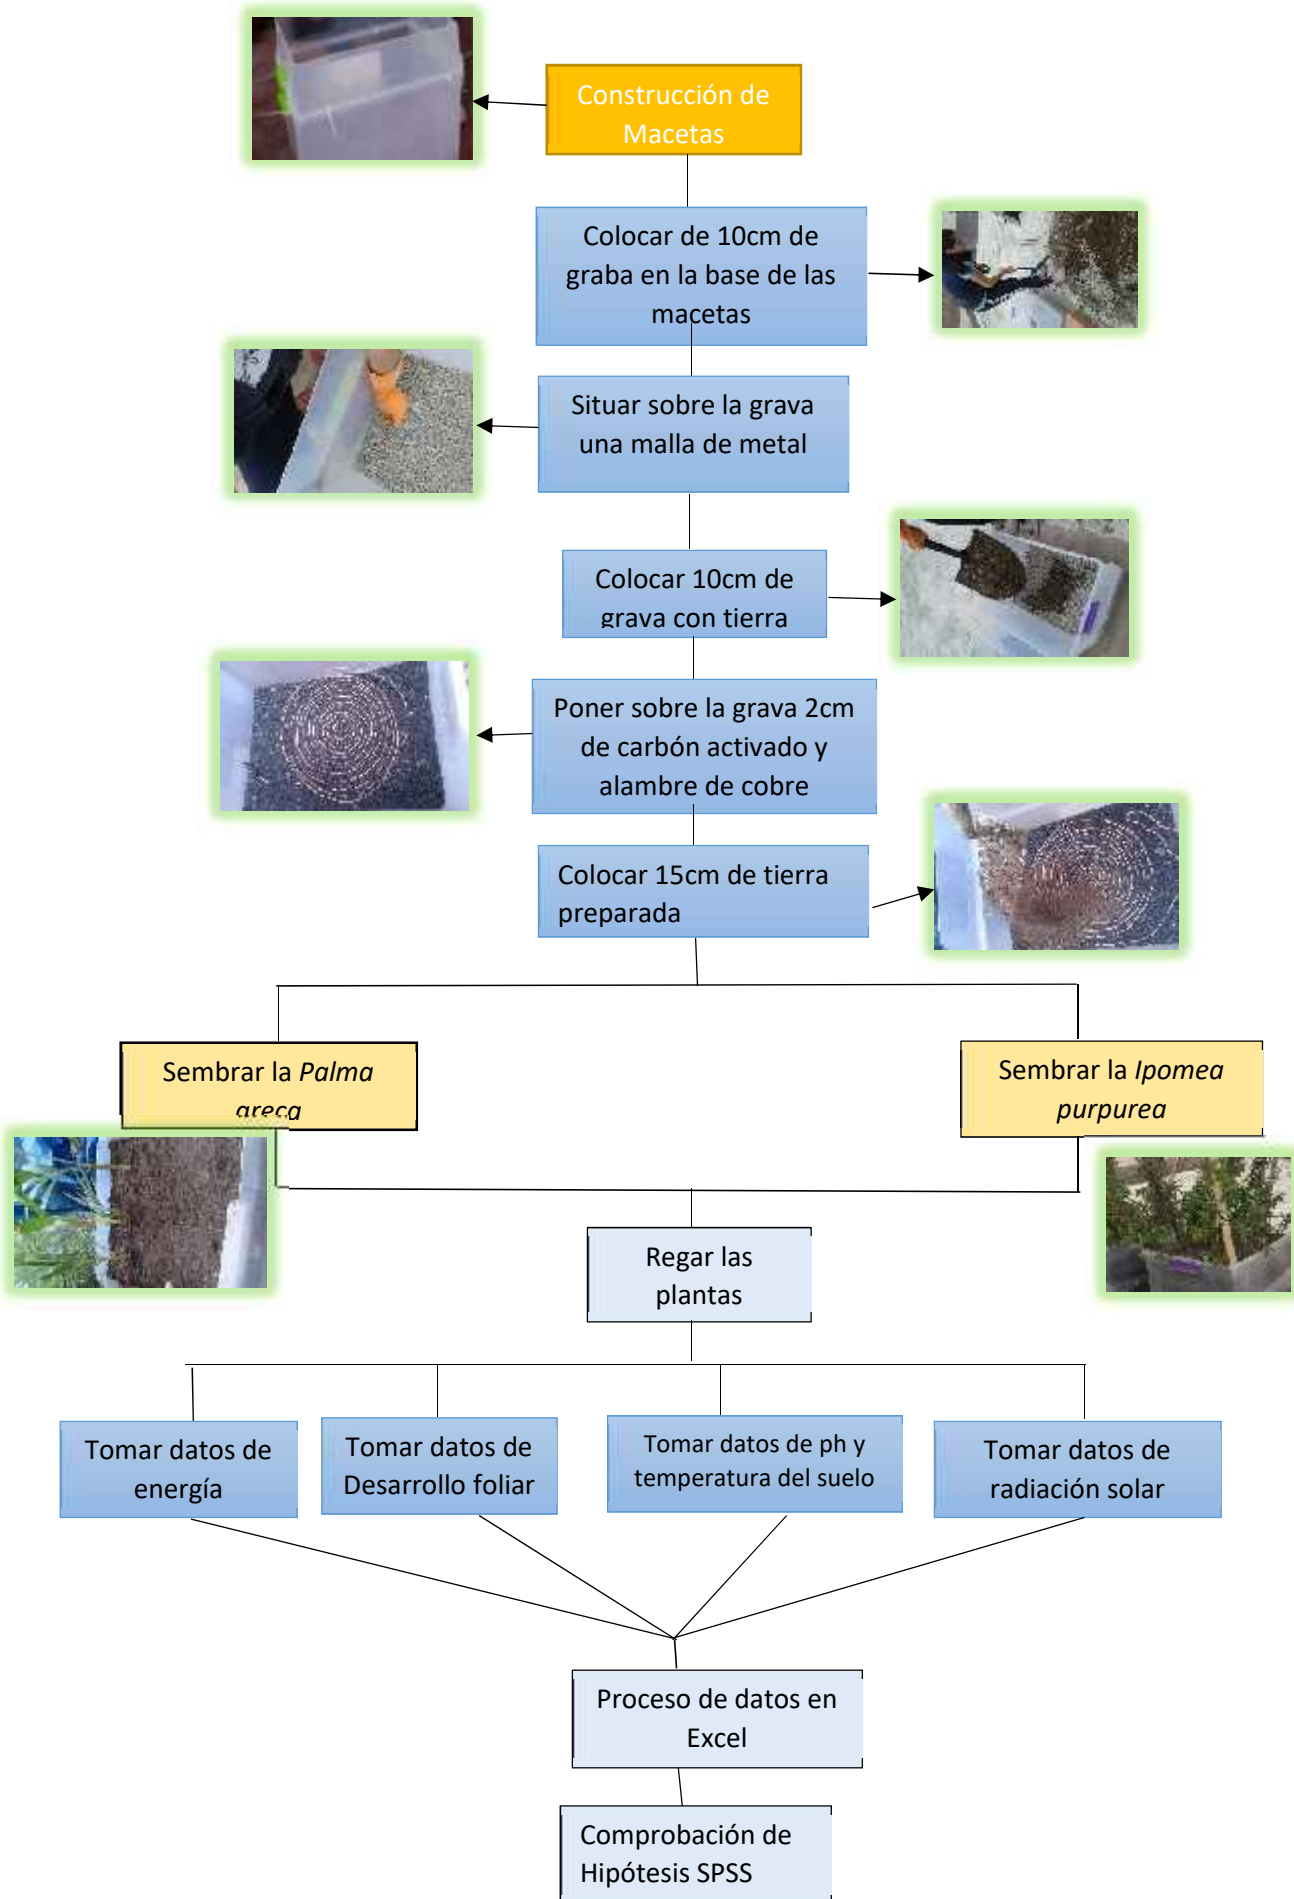 Construcción de
Macetas
Colocar de 10cm de
graba en la base de las
macetas
Situar sobre la grava
una malla de metal
Colocar 10cm de
grava con tierra
Poner sobre la grava 2cm
de carbón activado y
alambre de cobre
Colocar 15cm de tierra
preparada
Sembrar la Palma
areca
Sembrar la Ipomea
purpurea
Regar las
plantas
Tomar datos de
energía
Tomar datos de
Desarrollo foliar
Tomar datos de ph y
temperatura del suelo
Tomar datos de
radiación solar
Proceso de datos en
Excel
Comprobación de
Hipótesis SPSS